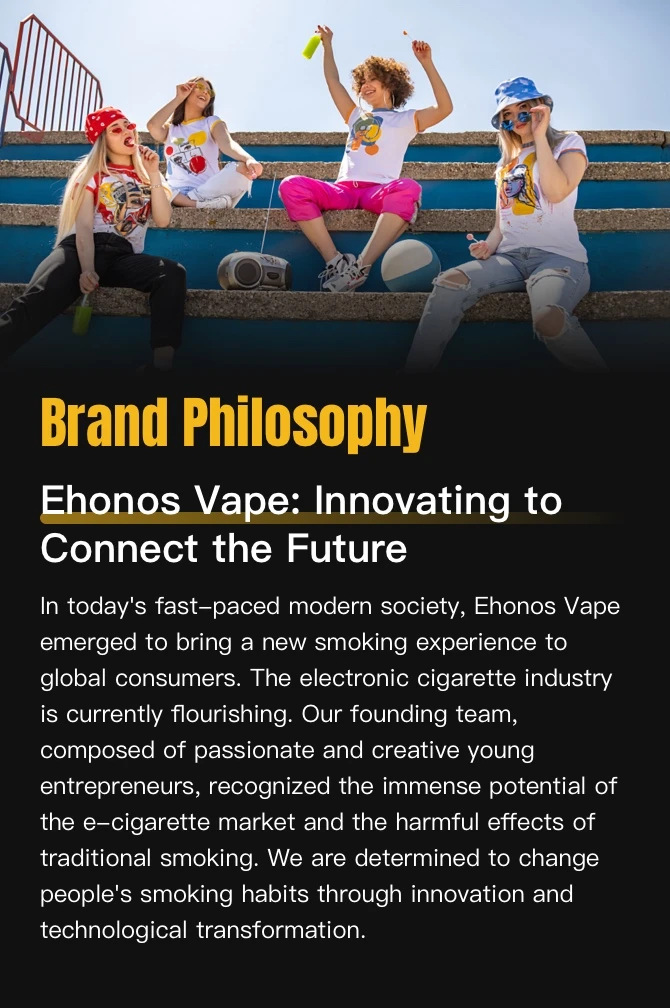 Brand Philosophy
Ehonos Vape: Innovating to
Connect the Future
In today's fast–paced modern society, Ehonos Vape
emerged to bring a new smoking experience to
global consumers. The electronic cigarette industry
is currently flourishing. Our founding team,
composed of passionate and creative young
entrepreneurs, recognized the immense potential of
the e–cigarette market and the harmful effects of
traditional smoking. We are determined to change
people's smoking habits through innovation and
technological transformation.